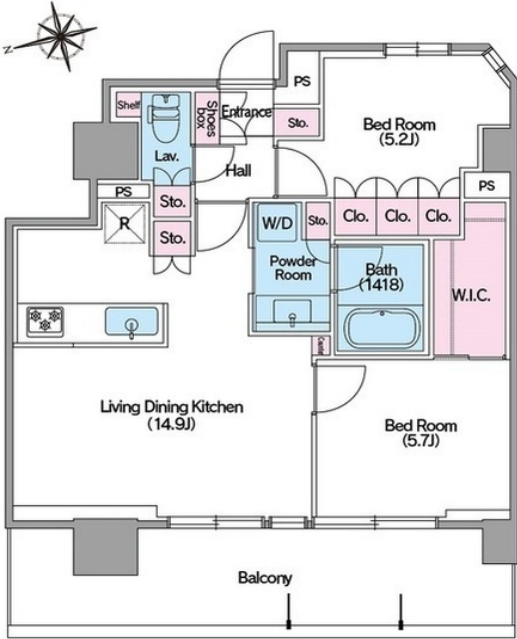 N
PS
Shelf
Shoes box
Entrance
Sto.
Lav.
Bed Room
(5.2J)
Hall
PS
PS
Sto.
R
Sto.
W/D
Sto.
Clo.
Clo.
Clo.
Powder
Room
Bath
(1418)
W.I.C.
Living Dining Kitchen
(14.9J)
Bed Room
(5.7J)
Balcony